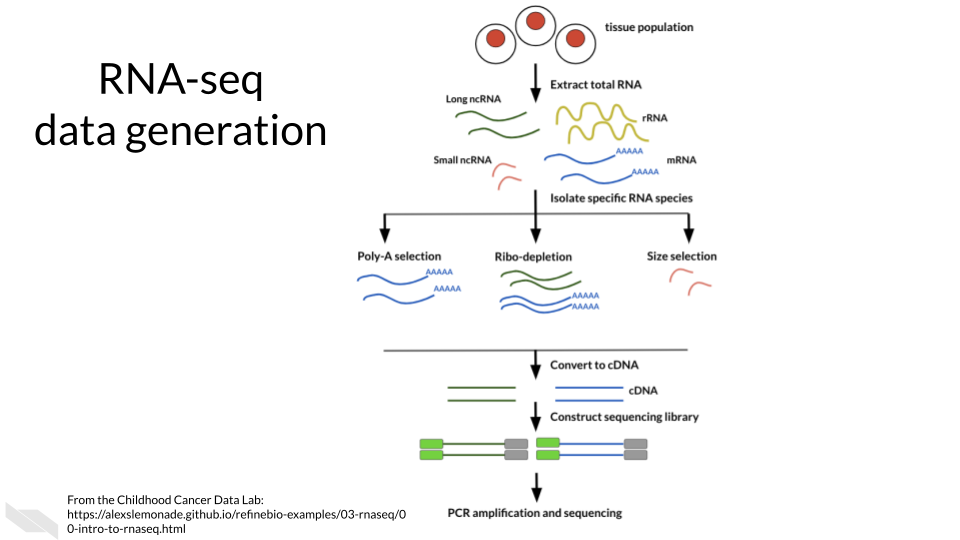 RNA-seq
data generation
tissue population
Extract total RNA
Long ncRNA
rRNA
Small ncRNA
AAAAA
mRNA
AAAAA
Isolate specific RNA species
Poly-A selection
Ribo-depletion
Size selection
AAAAA
AAAAA
AAAAA
AAAAA
Convert to cDNA
cDNA
Construct sequencing library
PCR amplification and sequencing
From the Childhood Cancer Data Lab:
https://alexslemonade.github.io/refinebio-examples/03-rnaseq/0
0-intro-to-rnaseq.html